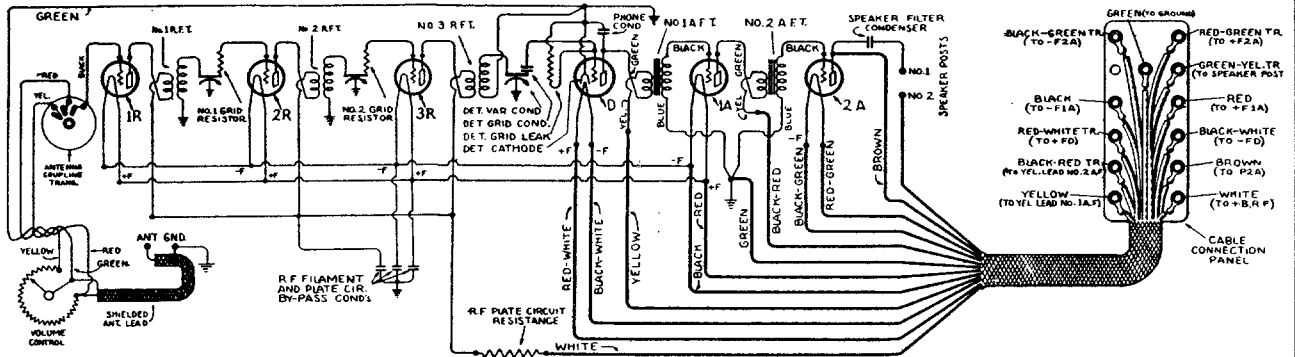 GREEN
No.1 R.F.T.
No.2 R.F.T.
NO.3 R.F.T.
PHONE
COND
NO.1 A.F.T.
NO.2 A.F.T.
SPEAKER FILTER
CONDENSER
RED
YEL.
BLACK
ANTENNA
COUPLING
TRANS.
1R
NO.1 GRID
RESISTOR
2R
NO.2 GRID
RESISTOR
3R
DET. VAR COND
DET. GRID COND.
DET. GRID LEAK
DET. CATHODE
D
GREEN
YEL.
BLACK
BLUE
1A
GREEN
YEL.
BLACK
BLUE
2A
NO.1
NO.2
SPEAKER POSTS
+F
-F
+F
-F
+F
-F
+F
-F
-F
+F
-F
YELLOW
RED
GREEN
ANT GND.
SHIELDED
ANT. LEAD
VOLUME
CONTROL
R.F FILAMENT
AND PLATE CIR.
BY-PASS COND'S
R.F PLATE CIRCUIT
RESISTANCE
WHITE
RED-WHITE
BLACK-WHITE
YELLOW
BLACK
RED
GREEN
BLACK-RED
BLACK-GREEN
RED-GREEN
BROWN
GREEN (TO GROUND)
BLACK-GREEN TR.
(TO -F2A)
RED-GREEN TR.
(TO +F2A)
GREEN-YEL.TR
(TO SPEAKER POST
BLACK
(TO -F1A)
RED
(TO +F1A)
RED-WHITE TR.
(TO +FD)
BLACK-WHITE
(TO -FD)
BLACK-RED TR.
(TO YEL. LEAD NO.2 A.F
BROWN
(TO P2A)
YELLOW
(TO YEL LEAD NO.1A.F)
WHITE
(TO +B,RF)
CABLE
CONNECTION
PANEL